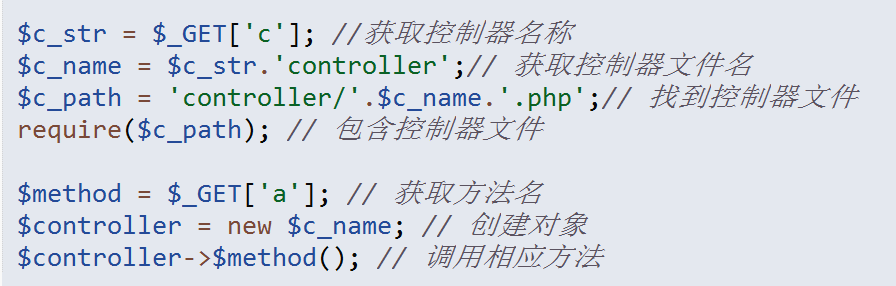 $c_str = $_GET['c']; //获取控制器名称
$c_name = $c_str.'controller';// 获取控制器文件名
$c_path = 'controller/'.$c_name.'.php';// 找到控制器文件
require($c_path); // 包含控制器文件
$method = $_GET['a']; // 获取方法名
$controller = new $c_name; // 创建对象
$controller->$method(); // 调用相应方法